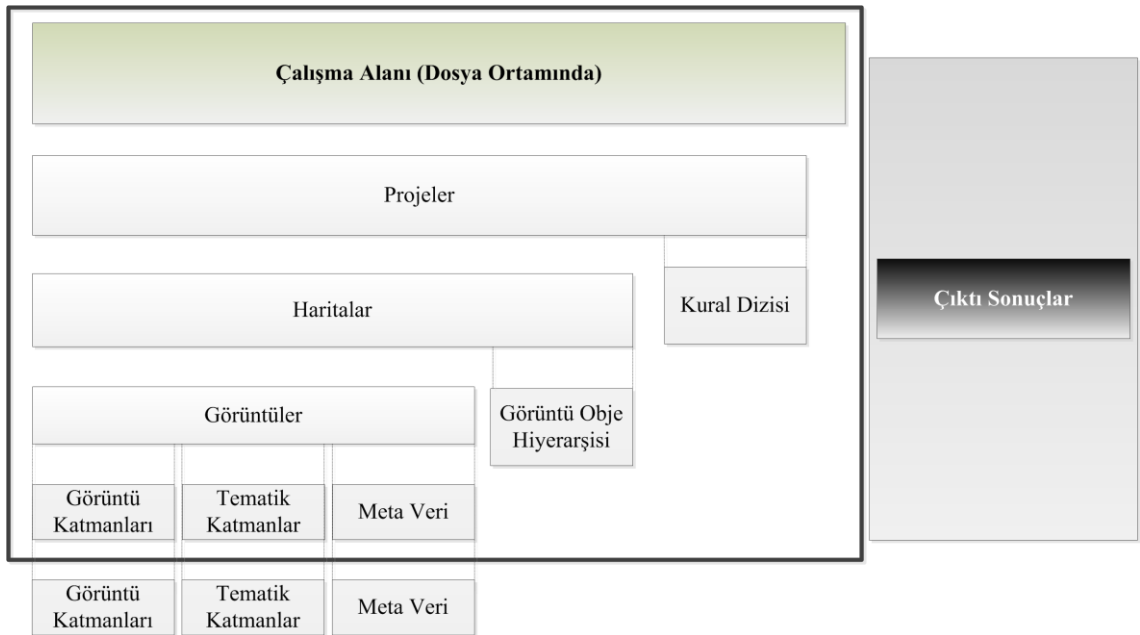 Çalışma Alanı (Dosya Ortamında)
Projeler
Haritalar
Kural Dizisi
Görüntüler
Görüntü Obje
Hiyerarşisi
Görüntü
Katmanları
Tematik
Katmanlar
Meta Veri
Görüntü
Katmanları
Tematik
Katmanlar
Meta Veri
Çıktı Sonuçlar